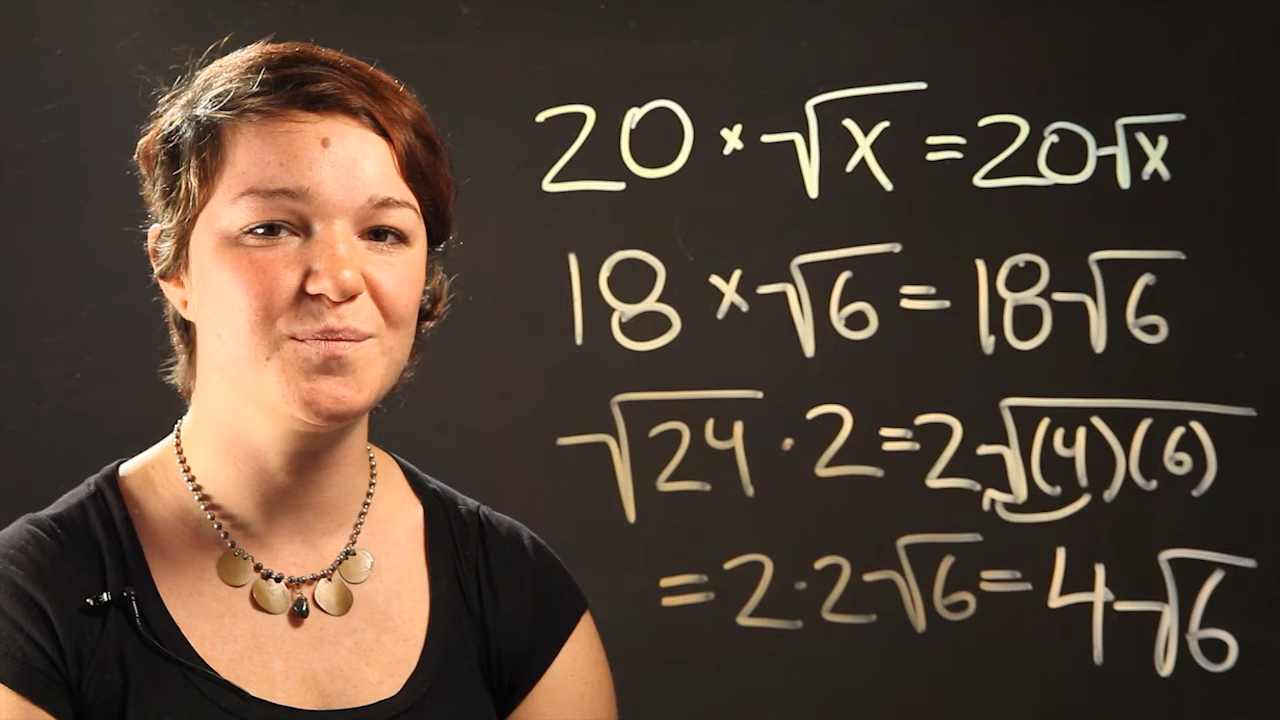 20 × √x = 20√x
18 × √6 = 18√6
√24 · 2 = 2√(4)(6)
= 2·2√6 = 4√6